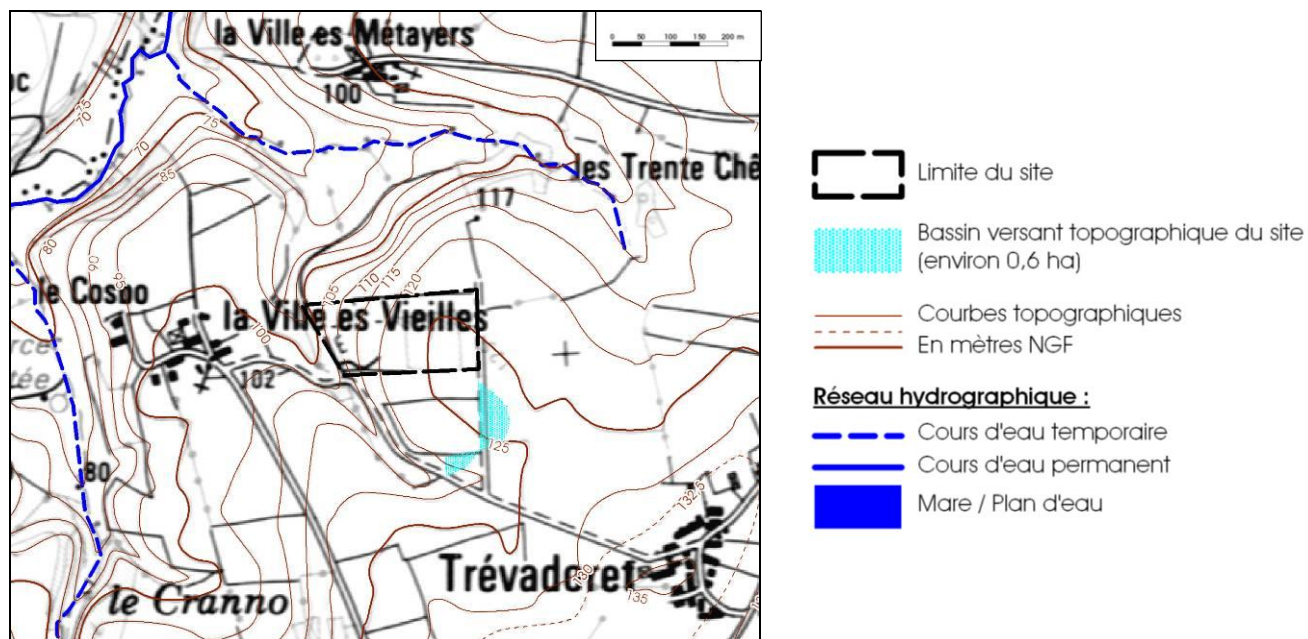 0 50 100 150 200 m
la Ville es Métayers
100
75
70
75
70
85
les Trente Chê
117
80
90
95
105
110
115
120
le Cosbo
la Ville es Vieilles
100
102
125
80
132,5
Trévadoret
130
135
le Cranno
Limite du site
Bassin versant topographique du site
(environ 0,6 ha)
Courbes topographiques
En mètres NGF
Réseau hydrographique :
Cours d'eau temporaire
Cours d'eau permanent
Mare / Plan d'eau